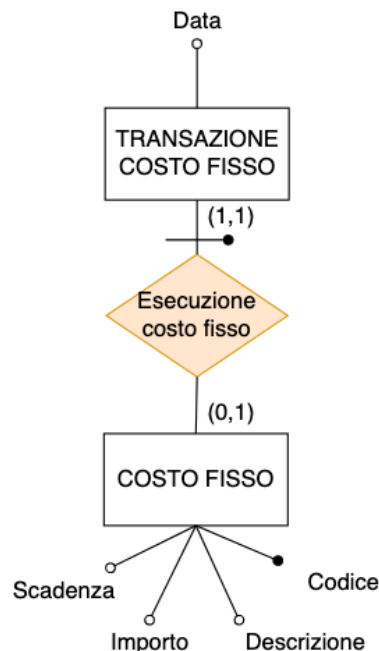 Data
TRANSAZIONE
COSTO FISSO
(1,1)
Esecuzione
costo fisso
(0,1)
COSTO FISSO
Scadenza
Codice
Importo
Descrizione